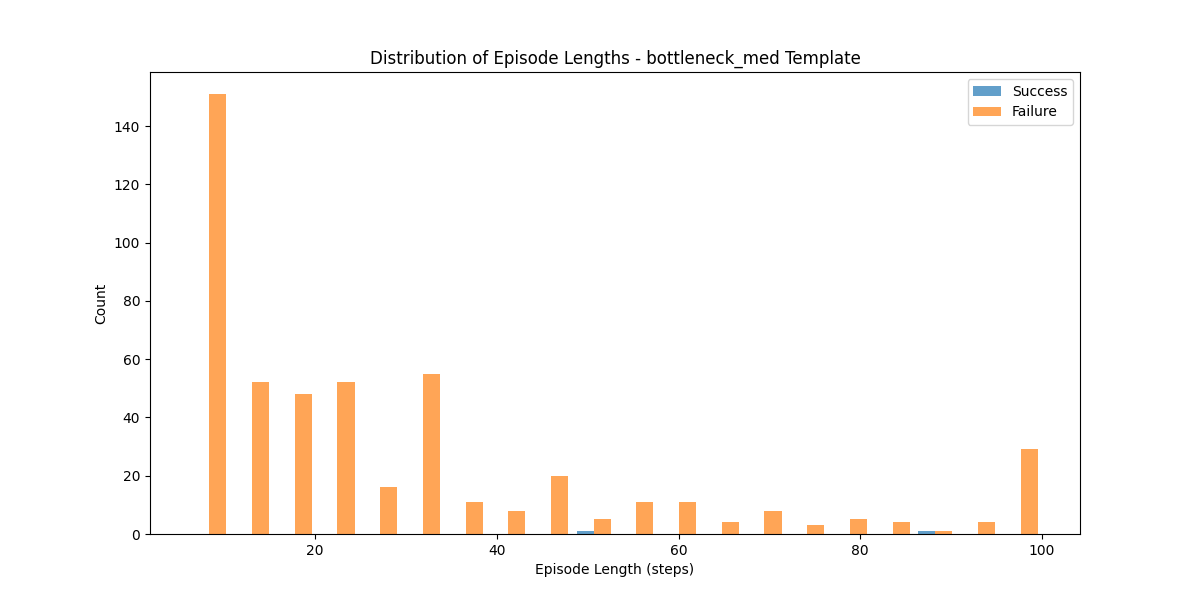 Distribution of Episode Lengths - bottleneck_med Template
Success
Failure
140
120
100
80
60
40
20
0
Count
20 40 60 80 100
Episode Length (steps)